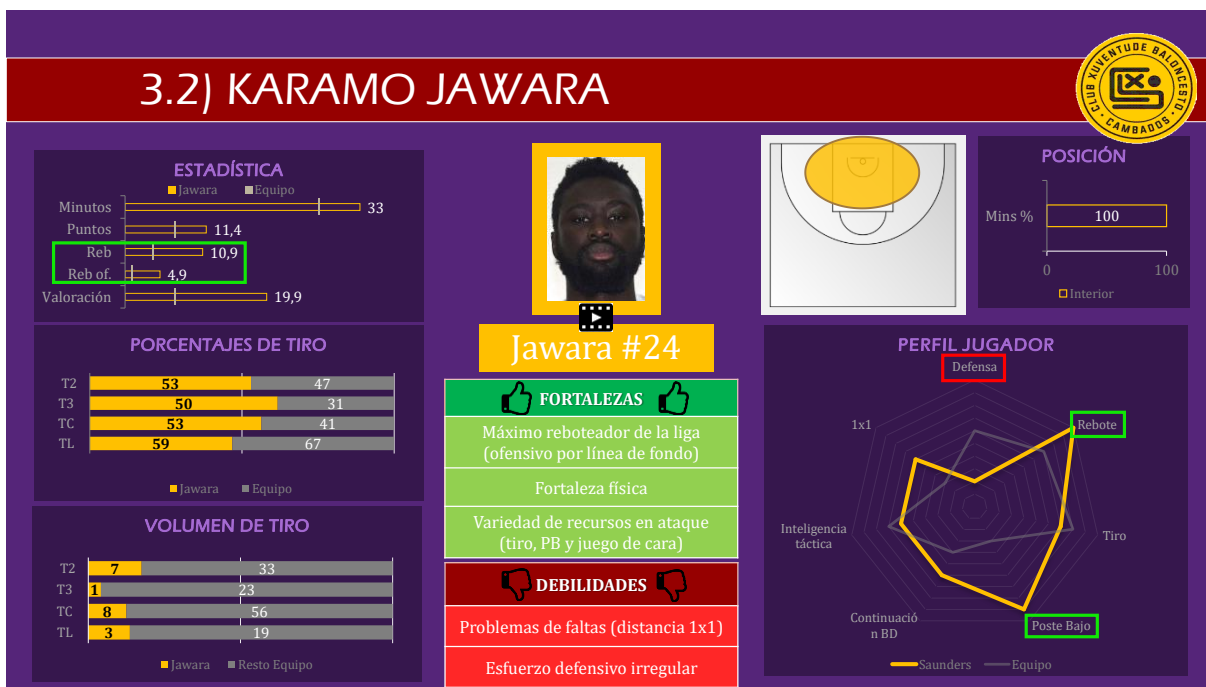 3.2) KARAMO JAWARA
CLUB XUVENTUDE BALONCESTO
· CAMBADOS ·
ESTADÍSTICA
Jawara Equipo
Minutos 33
Puntos 11,4
Reb 10,9
Reb of. 4,9
Valoración 19,9
PORCENTAJES DE TIRO
T2 53 47
T3 50 31
TC 53 41
TL 59 67
Jawara Equipo
VOLUMEN DE TIRO
T2 7 33
T3 1 23
TC 8 56
TL 3 19
Jawara Resto Equipo
Jawara #24
FORTALEZAS
Máximo reboteador de la liga
(ofensivo por línea de fondo)
Fortaleza física
Variedad de recursos en ataque
(tiro, PB y juego de cara)
DEBILIDADES
Problemas de faltas (distancia 1x1)
Esfuerzo defensivo irregular
POSICIÓN
Mins % 100
0 100
Interior
PERFIL JUGADOR
Defensa
Rebote
Tiro
Poste Bajo
Continuació
n BD
Inteligencia
táctica
1x1
Saunders Equipo